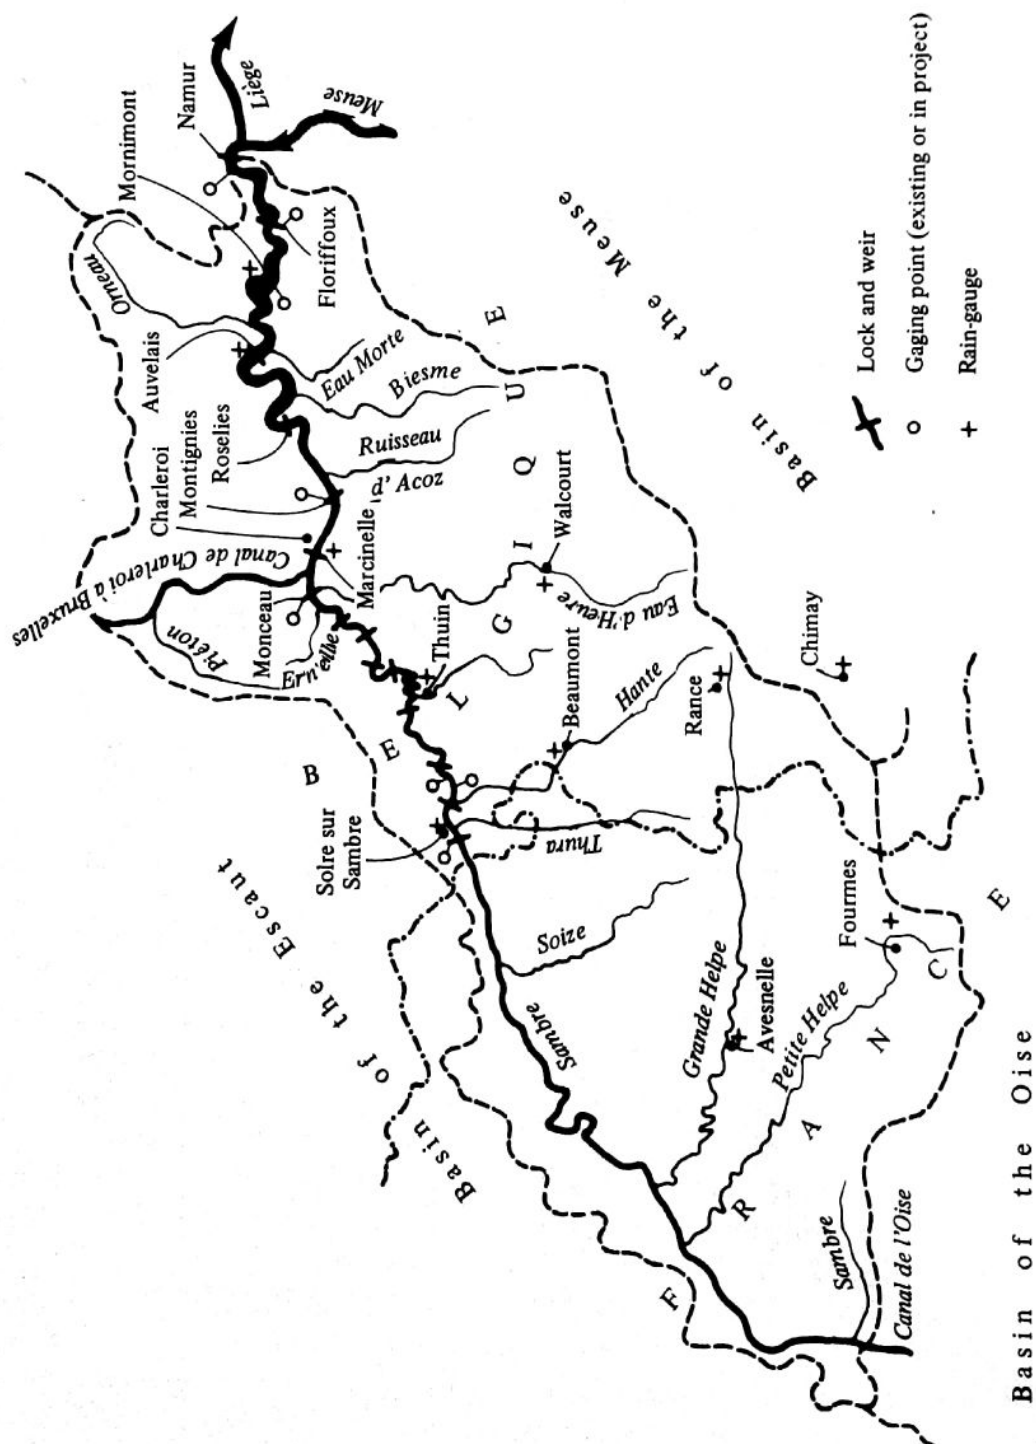 Liège
Meuse
Namur
Mornimont
Floriffoux
Orneau
Auvelais
Eau Morte
Biesme
Roselies
Montignies
Charleroi
Ruisseau
d' Acoz
Canal de Charleroi à Bruxelles
Marcinelle
Monceau
Piéton
Ern'elbe
Thuin
Walcourt
Eau d'Heure
Beaumont
Hante
Rance
Chimay
Solre sur
Sambre
Thura
Soize
Sambre
Grande Helpe
Avesnelle
Petite Helpe
Fourmes
Sambre
Canal de l'Oise
BELGIQUE
FRANCE
Basin of the Escaut
Basin of the Meuse
Basin of the Oise
Lock and weir
Gaging point (existing or in project)
Rain-gauge